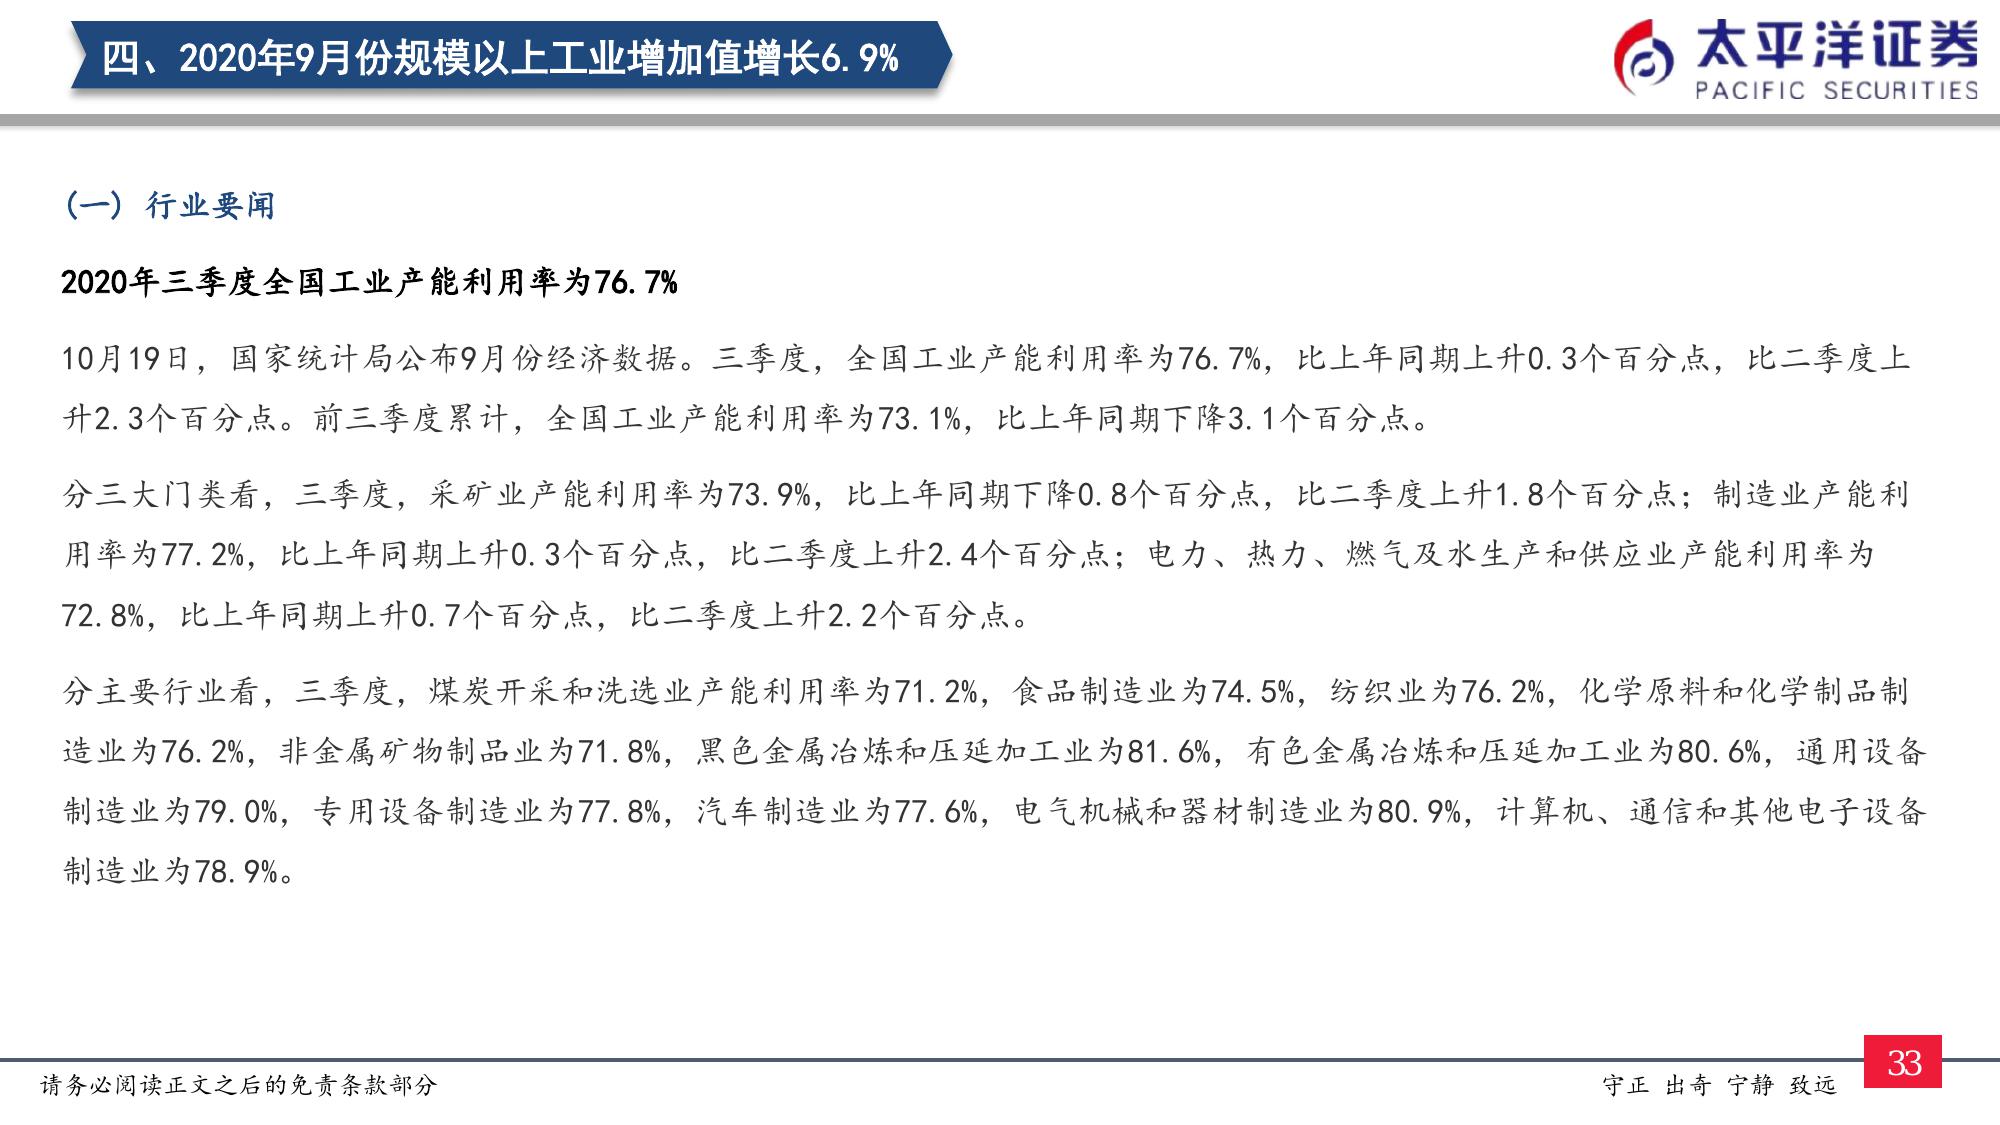 四、2020年9月份规模以上工业增加值增长6.9%
太平洋证券
PACIFIC SECURITIES
(一) 行业要闻
2020年三季度全国工业产能利用率为76.7%
10月19日，国家统计局公布9月份经济数据。三季度，全国工业产能利用率为76.7%，比上年同期上升0.3个百分点，比二季度上
升2.3个百分点。前三季度累计，全国工业产能利用率为73.1%，比上年同期下降3.1个百分点。
分三大门类看，三季度，采矿业产能利用率为73.9%，比上年同期下降0.8个百分点，比二季度上升1.8个百分点；制造业产能利
用率为77.2%，比上年同期上升0.3个百分点，比二季度上升2.4个百分点；电力、热力、燃气及水生产和供应业产能利用率为
72.8%，比上年同期上升0.7个百分点，比二季度上升2.2个百分点。
分主要行业看，三季度，煤炭开采和洗选业产能利用率为71.2%，食品制造业为74.5%，纺织业为76.2%，化学原料和化学制品制
造业为76.2%，非金属矿物制品业为71.8%，黑色金属冶炼和压延加工业为81.6%，有色金属冶炼和压延加工业为80.6%，通用设备
制造业为79.0%，专用设备制造业为77.8%，汽车制造业为77.6%，电气机械和器材制造业为80.9%，计算机、通信和其他电子设备
制造业为78.9%。
请务必阅读正文之后的免责条款部分
守正 出奇 宁静 致远
33